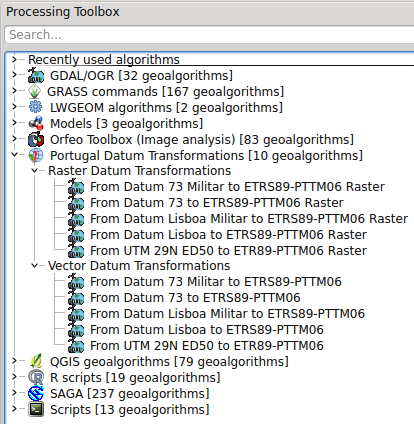 Processing Toolbox
Search...
Recently used algorithms
GDAL/OGR [32 geoalgorithms]
GRASS commands [167 geoalgorithms]
LWGEOM algorithms [2 geoalgorithms]
Models [3 geoalgorithms]
Orfeo Toolbox (Image analysis) [83 geoalgorithms]
Portugal Datum Transformations [10 geoalgorithms]
Raster Datum Transformations
From Datum 73 Militar to ETRS89-PTTM06 Raster
From Datum 73 to ETRS89-PTTM06 Raster
From Datum Lisboa Militar to ETRS89-PTTM06 Raster
From Datum Lisboa to ETRS89-PTTM06 Raster
From UTM 29N ED50 to ETR89-PTTM06 Raster
Vector Datum Transformations
From Datum 73 Militar to ETRS89-PTTM06
From Datum 73 to ETRS89-PTTM06
From Datum Lisboa Militar to ETRS89-PTTM06
From Datum Lisboa to ETRS89-PTTM06
From UTM 29N ED50 to ETR89-PTTM06
QGIS geoalgorithms [79 geoalgorithms]
R scripts [19 geoalgorithms]
SAGA [237 geoalgorithms]
Scripts [13 geoalgorithms]